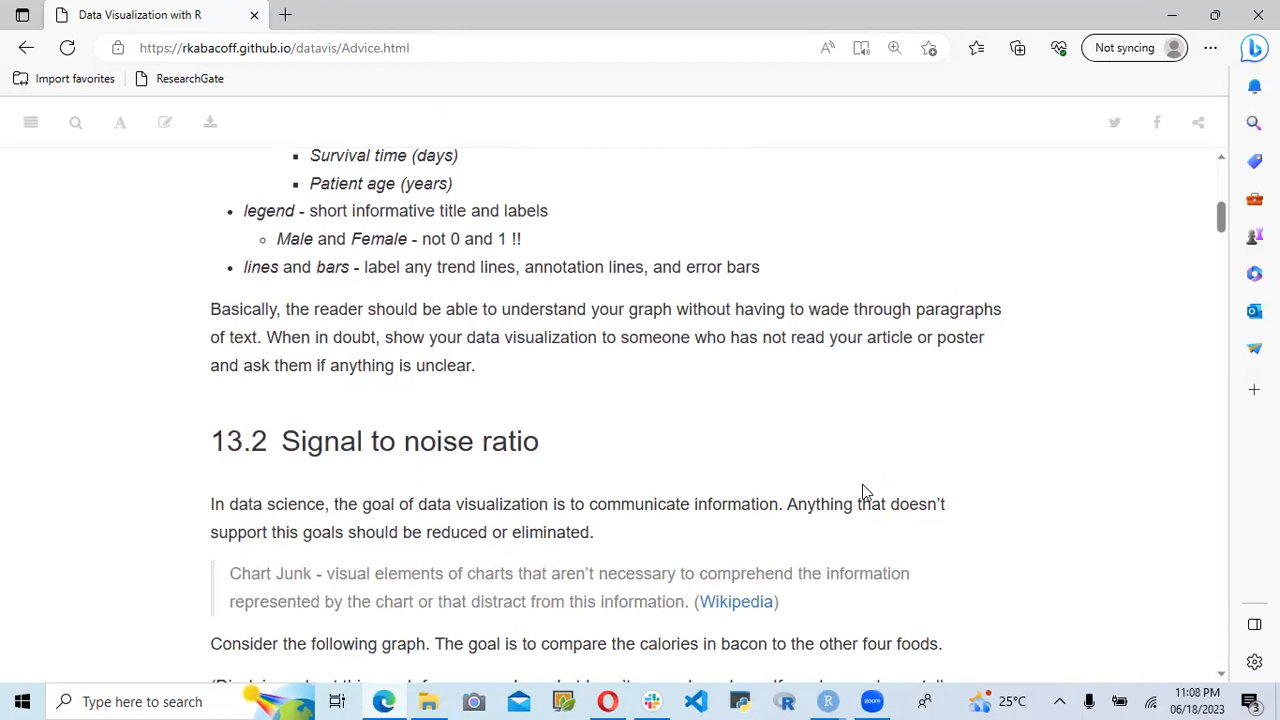 Data Visualization with R
https://rkabacoff.github.io/datavis/Advice.html
Not syncing
Import favorites
ResearchGate
Survival time (days)
Patient age (years)
legend - short informative title and labels
Male and Female - not 0 and 1 !!
lines and bars - label any trend lines, annotation lines, and error bars
Basically, the reader should be able to understand your graph without having to wade through paragraphs
of text. When in doubt, show your data visualization to someone who has not read your article or poster
and ask them if anything is unclear.
13.2 Signal to noise ratio
In data science, the goal of data visualization is to communicate information. Anything that doesn’t
support this goals should be reduced or eliminated.
Chart Junk - visual elements of charts that aren’t necessary to comprehend the information
represented by the chart or that distract from this information. (Wikipedia)
Consider the following graph. The goal is to compare the calories in bacon to the other four foods.
Type here to search
zoom
25°C
11:08 PM
06/18/2023
3